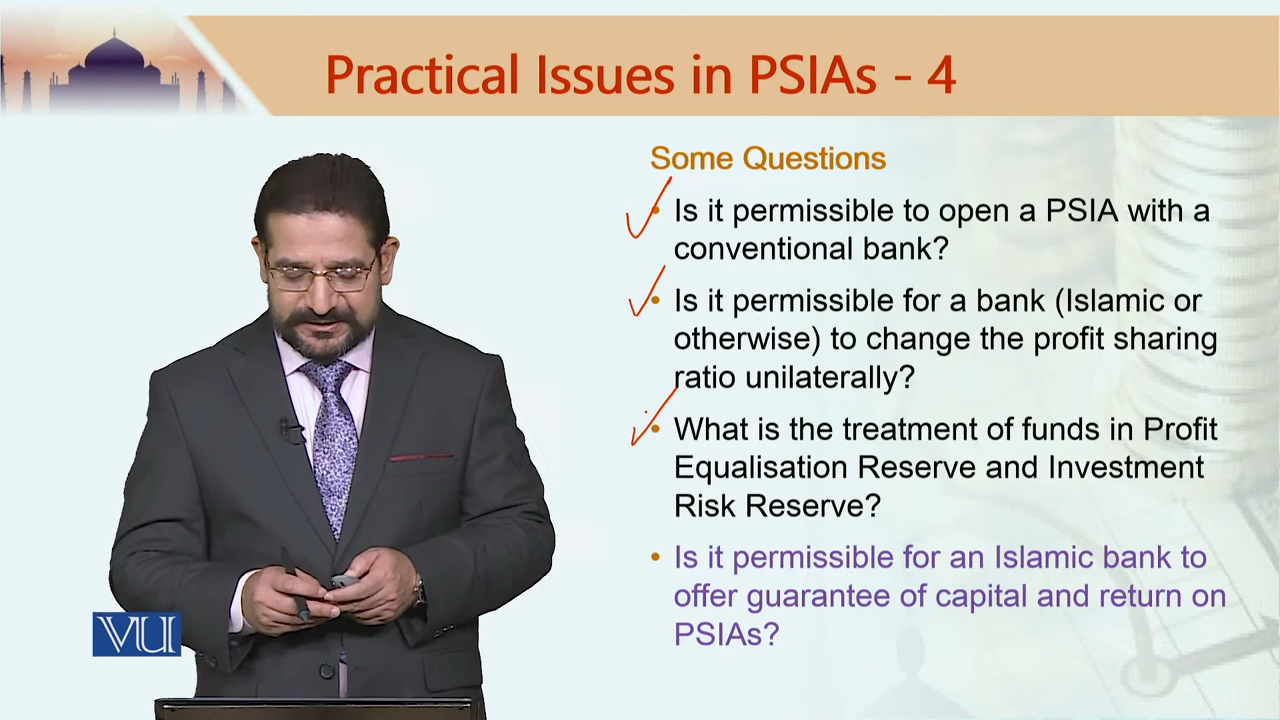 Practical Issues in PSIAs - 4
Some Questions
• Is it permissible to open a PSIA with a
conventional bank?
• Is it permissible for a bank (Islamic or
otherwise) to change the profit sharing
ratio unilaterally?
• What is the treatment of funds in Profit
Equalisation Reserve and Investment
Risk Reserve?
• Is it permissible for an Islamic bank to
offer guarantee of capital and return on
PSIAs?
VU